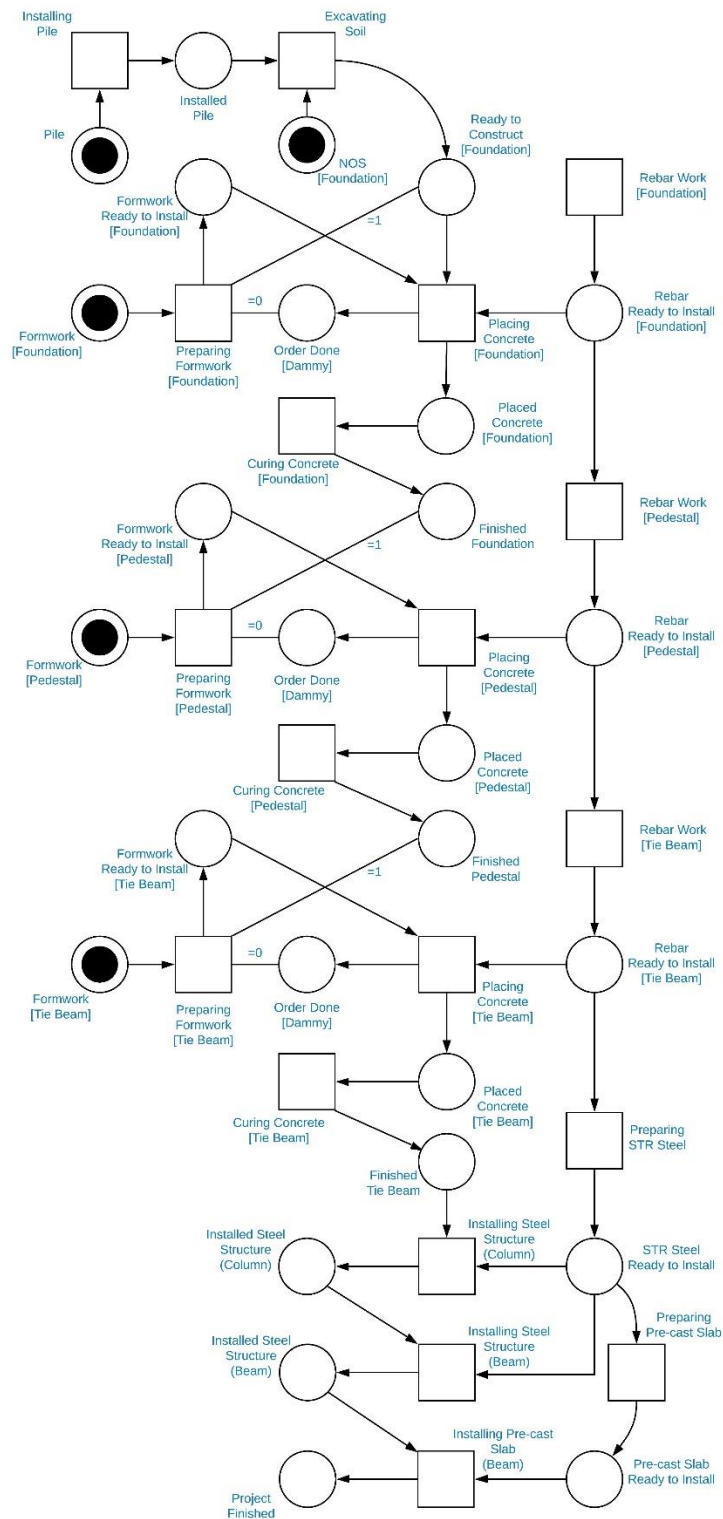 Installing
Pile
Excavating
Soil
Installed
Pile
Pile
NOS
[Foundation]
Ready to
Construct
[Foundation]
Rebar Work
[Foundation]
Formwork
Ready to Install
[Foundation]
=1
=0
Formwork
[Foundation]
Preparing
Formwork
[Foundation]
Order Done
[Dammy]
Placing
Concrete
[Foundation]
Rebar
Ready to Install
[Foundation]
Placed
Concrete
[Foundation]
Curing Concrete
[Foundation]
Rebar Work
[Pedestal]
Formwork
Ready to Install
[Pedestal]
Finished
Foundation
=1
=0
Formwork
[Pedestal]
Preparing
Formwork
[Pedestal]
Order Done
[Dammy]
Placing
Concrete
[Pedestal]
Rebar
Ready to Install
[Pedestal]
Placed
Concrete
[Pedestal]
Curing Concrete
[Pedestal]
Rebar Work
[Tie Beam]
Formwork
Ready to Install
[Tie Beam]
Finished
Pedestal
=1
=0
Formwork
[Tie Beam]
Preparing
Formwork
[Tie Beam]
Order Done
[Dammy]
Placing
Concrete
[Tie Beam]
Rebar
Ready to Install
[Tie Beam]
Placed
Concrete
[Tie Beam]
Curing Concrete
[Tie Beam]
Preparing
STR Steel
Finished
Tie Beam
Installed Steel
Structure
(Column)
Installing Steel
Structure
(Column)
STR Steel
Ready to Install
Preparing
Pre-cast Slab
Installed Steel
Structure
(Beam)
Installing Steel
Structure
(Beam)
Installing Pre-cast
Slab
(Beam)
Pre-cast Slab
Ready to Install
Project
Finished